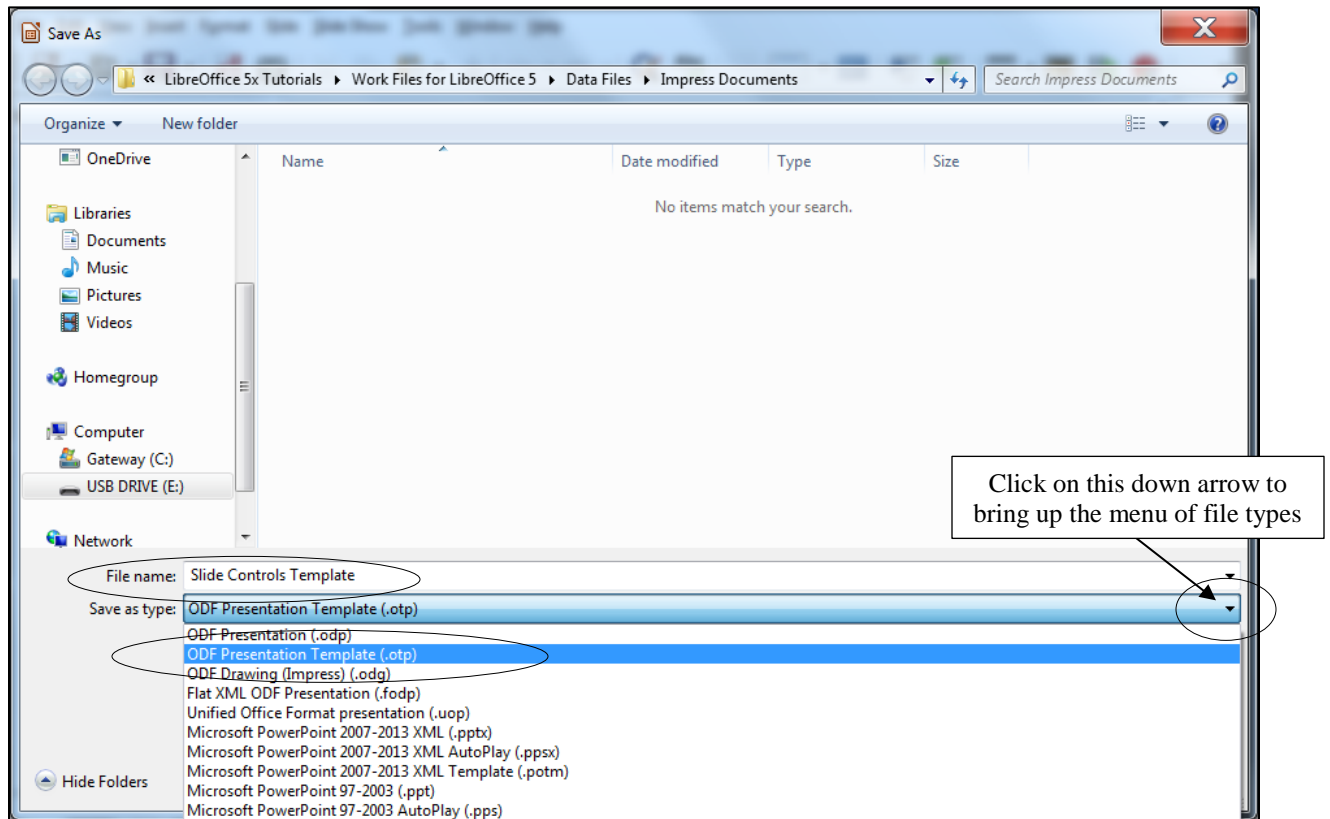 Save As
« LibreOffice 5x Tutorials Work Files for LibreOffice 5 Data Files Impress Documents
Search Impress Documents
Organize New folder
OneDrive
Libraries
Documents
Music
Pictures
Videos
Homegroup
Computer
Gateway (C:)
USB DRIVE (E:)
Network
Name Date modified Type Size
No items match your search.
Click on this down arrow to
bring up the menu of file types
File name: Slide Controls Template
Save as type: ODF Presentation Template (.otp)
ODF Presentation (.odp)
ODF Presentation Template (.otp)
ODF Drawing (Impress) (.odg)
Flat XML ODF Presentation (.fodp)
Unified Office Format presentation (.uop)
Microsoft PowerPoint 2007-2013 XML (.pptx)
Microsoft PowerPoint 2007-2013 XML AutoPlay (.ppsx)
Microsoft PowerPoint 2007-2013 XML Template (.potm)
Microsoft PowerPoint 97-2003 (.ppt)
Microsoft PowerPoint 97-2003 AutoPlay (.pps)
Hide Folders